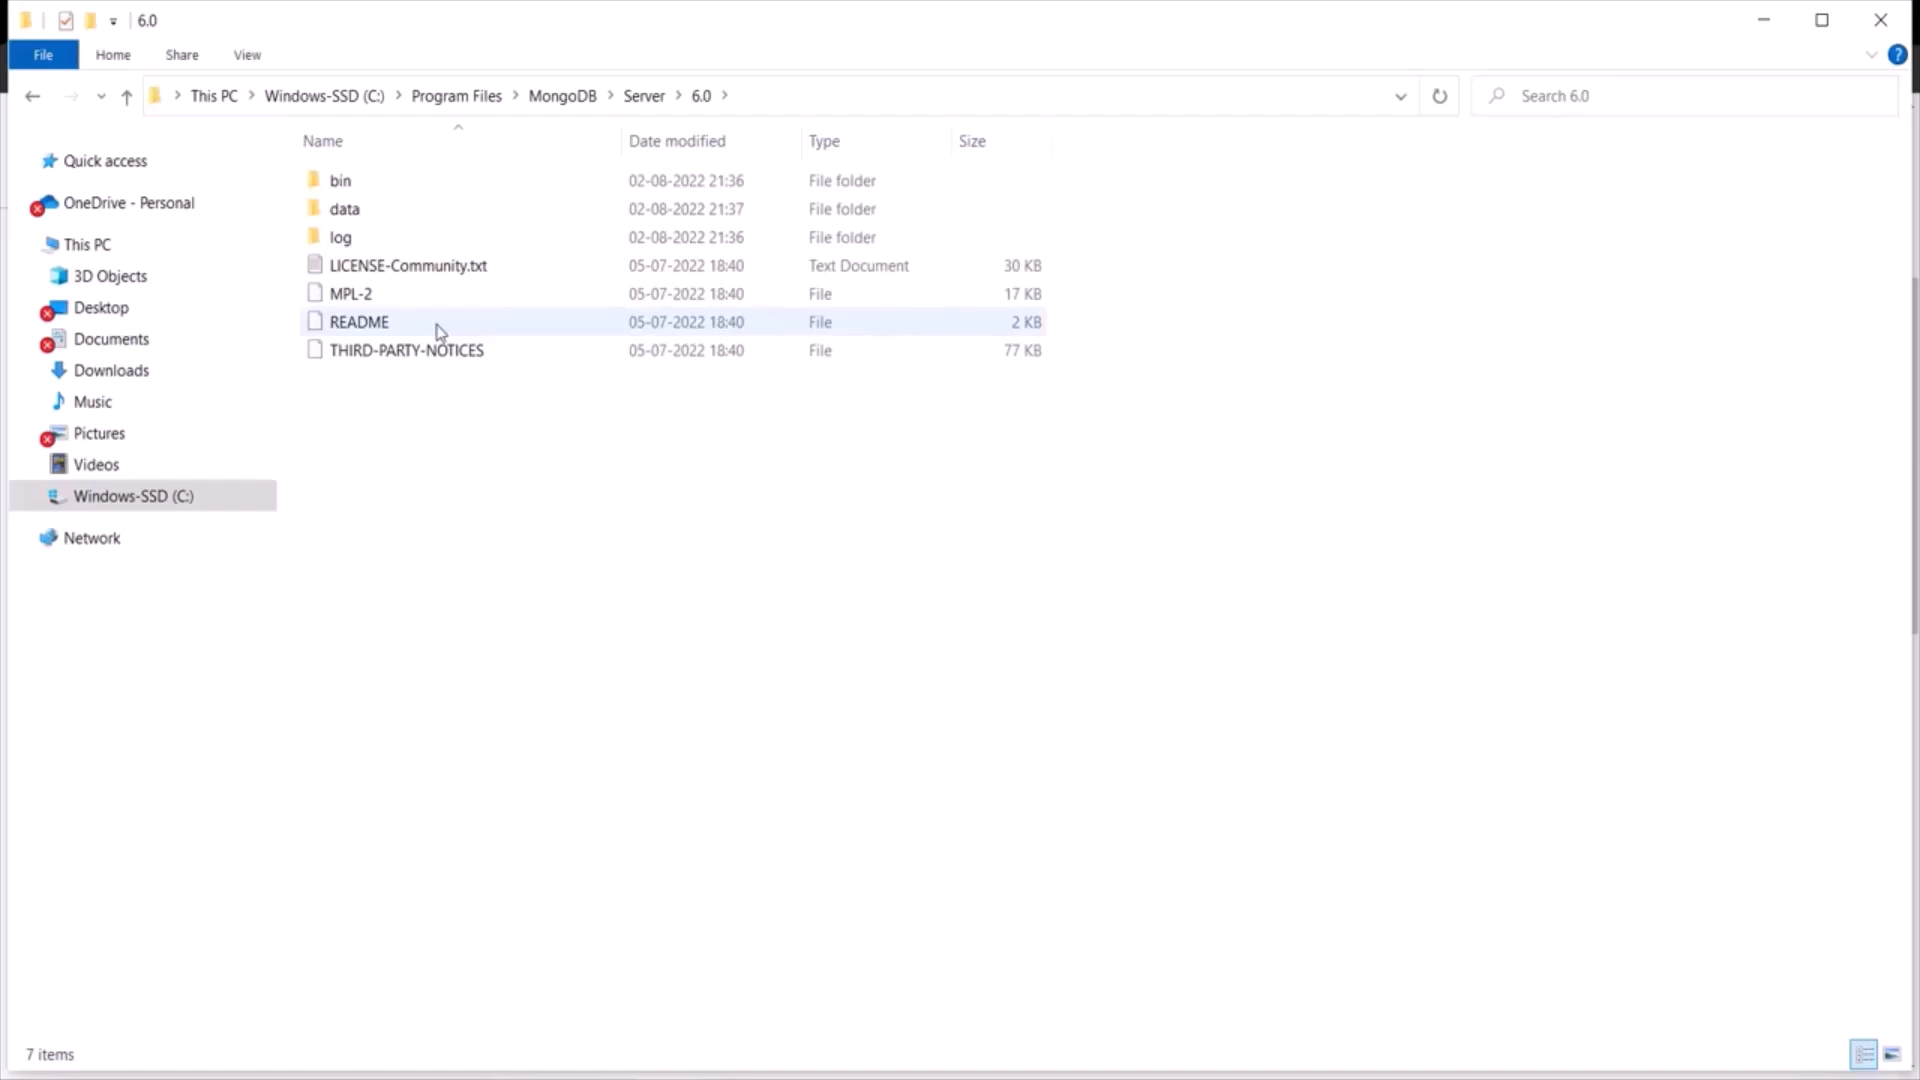 6.0
File Home Share View
This PC Windows-SSD (C:) Program Files MongoDB Server 6.0 Search 6.0
Name Date modified Type Size
Quick access
OneDrive - Personal
This PC
3D Objects
Desktop
Documents
Downloads
Music
Pictures
Videos
Windows-SSD (C:)
Network
bin 02-08-2022 21:36 File folder
data 02-08-2022 21:37 File folder
log 02-08-2022 21:36 File folder
LICENSE-Community.txt 05-07-2022 18:40 Text Document 30 KB
MPL-2 05-07-2022 18:40 File 17 KB
README 05-07-2022 18:40 File 2 KB
THIRD-PARTY-NOTICES 05-07-2022 18:40 File 77 KB
7 items